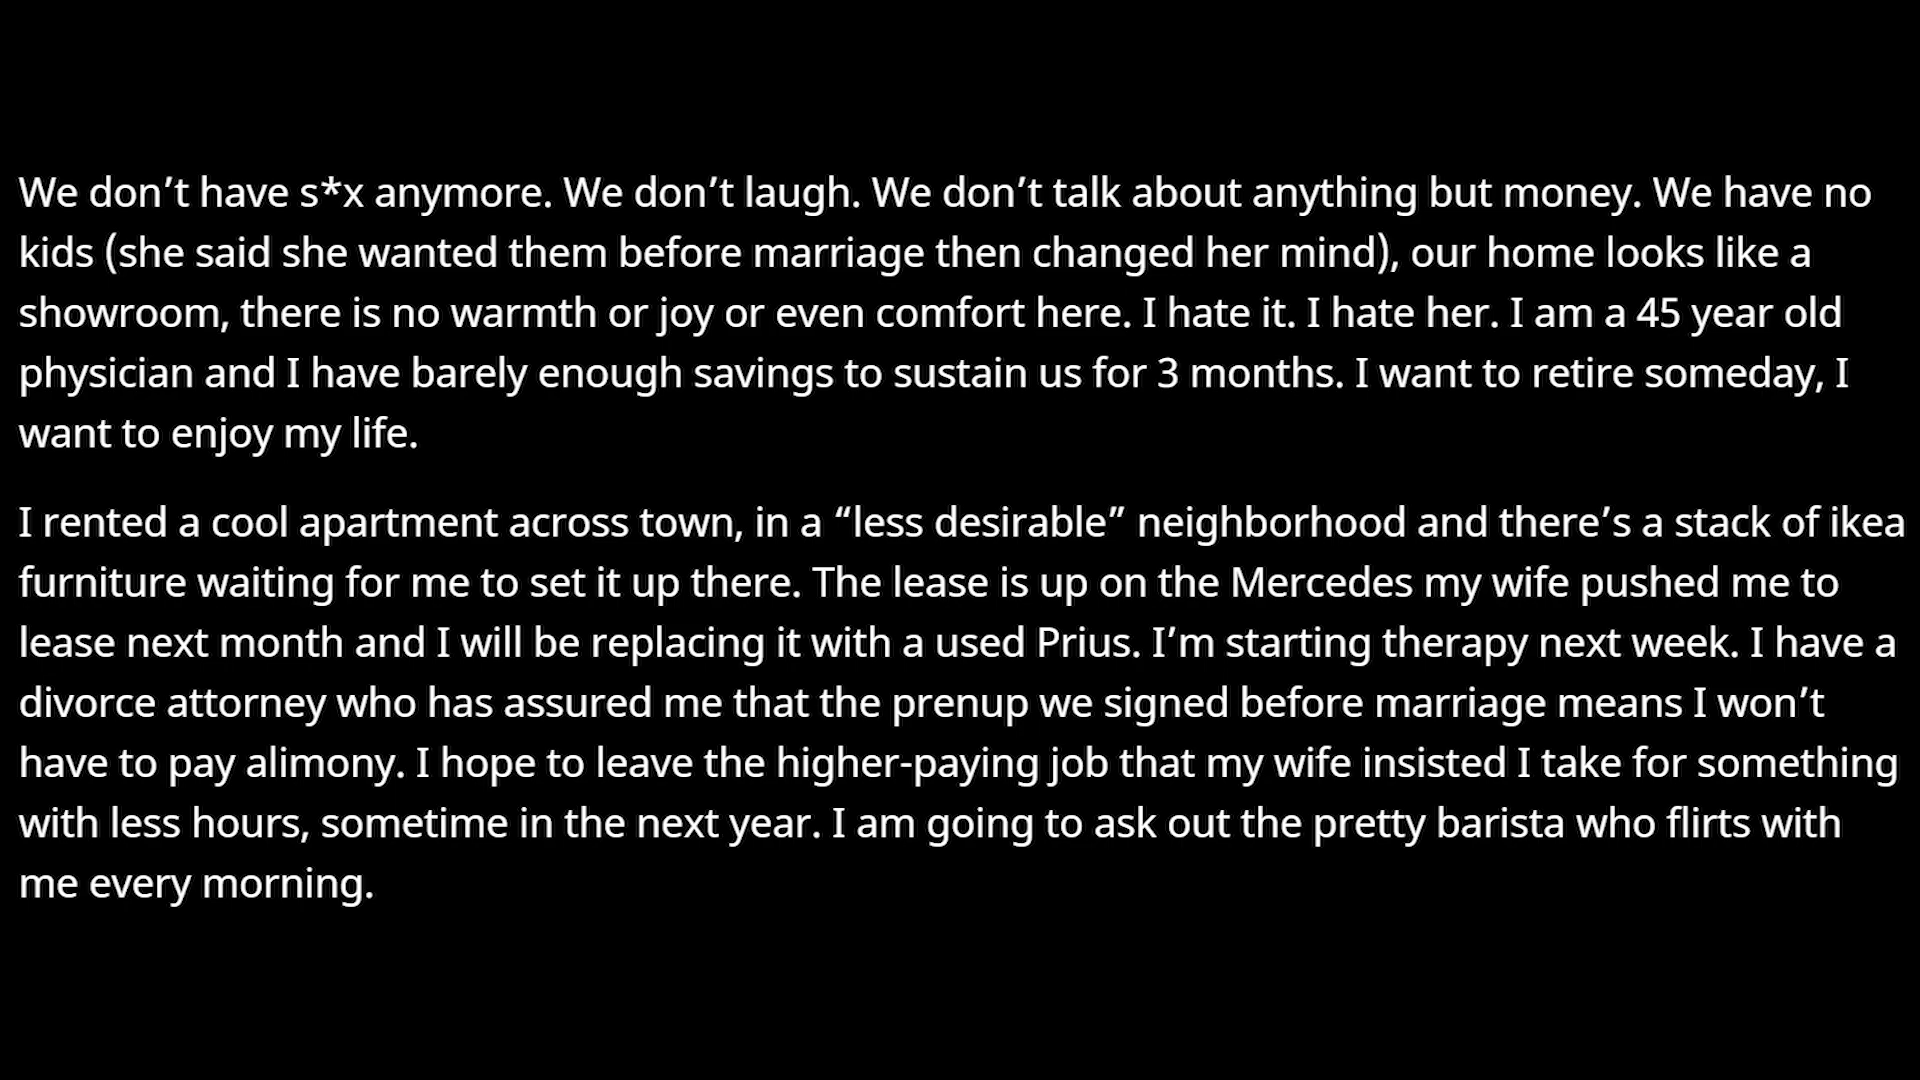 We don’t have s*x anymore. We don’t laugh. We don’t talk about anything but money. We have no
kids (she said she wanted them before marriage then changed her mind), our home looks like a
showroom, there is no warmth or joy or even comfort here. I hate it. I hate her. I am a 45 year old
physician and I have barely enough savings to sustain us for 3 months. I want to retire someday, I
want to enjoy my life.
I rented a cool apartment across town, in a “less desirable” neighborhood and there’s a stack of ikea
furniture waiting for me to set it up there. The lease is up on the Mercedes my wife pushed me to
lease next month and I will be replacing it with a used Prius. I’m starting therapy next week. I have a
divorce attorney who has assured me that the prenup we signed before marriage means I won’t
have to pay alimony. I hope to leave the higher-paying job that my wife insisted I take for something
with less hours, sometime in the next year. I am going to ask out the pretty barista who flirts with
me every morning.